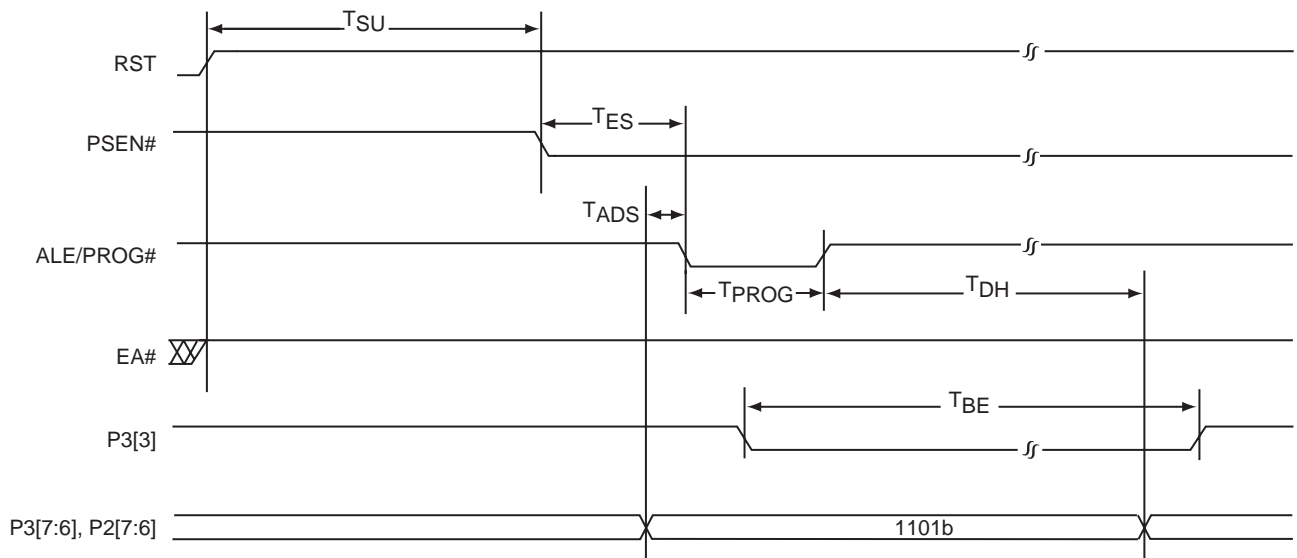 TSU
RST
TES
PSEN#
TADS
ALE/PROG#
TPROG
TDH
EA#
TBE
P3[3]
P3[7:6], P2[7:6]
1101b